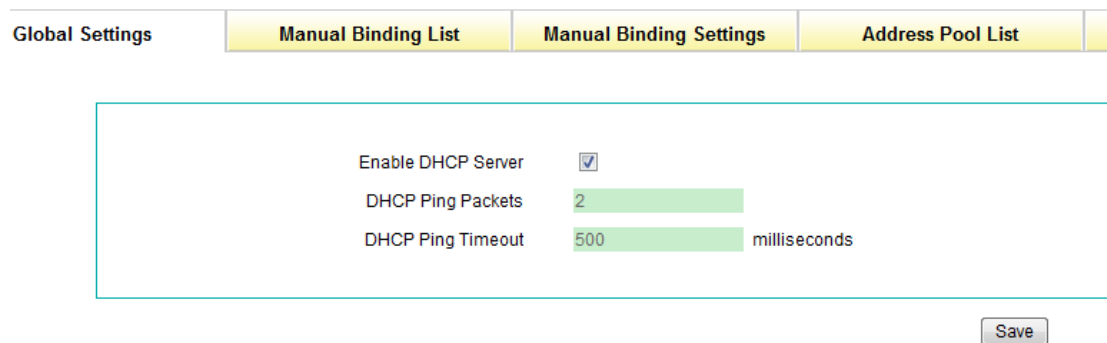 Global Settings Manual Binding List Manual Binding Settings Address Pool List
Enable DHCP Server
DHCP Ping Packets 2
DHCP Ping Timeout 500 milliseconds
Save